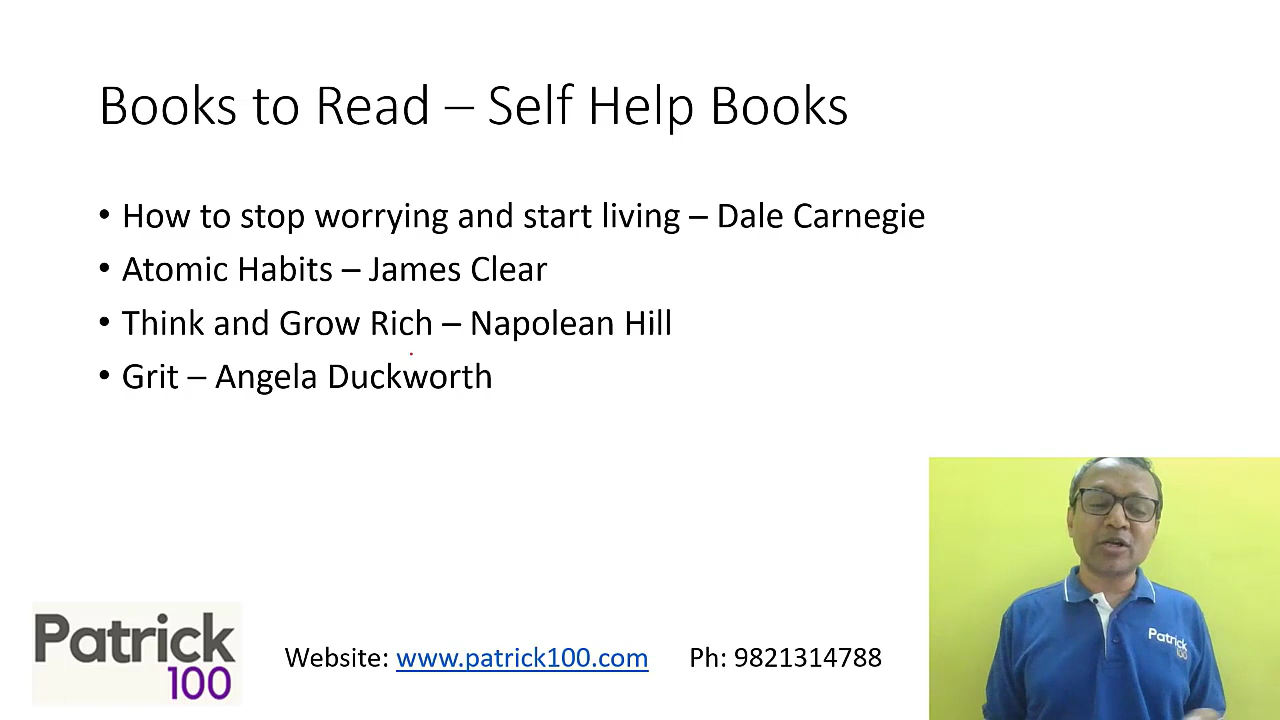 Books to Read – Self Help Books
• How to stop worrying and start living – Dale Carnegie
• Atomic Habits – James Clear
• Think and Grow Rich – Napolean Hill
• Grit – Angela Duckworth
Patrick
100
Website: www.patrick100.com Ph: 9821314788
Patrick
100